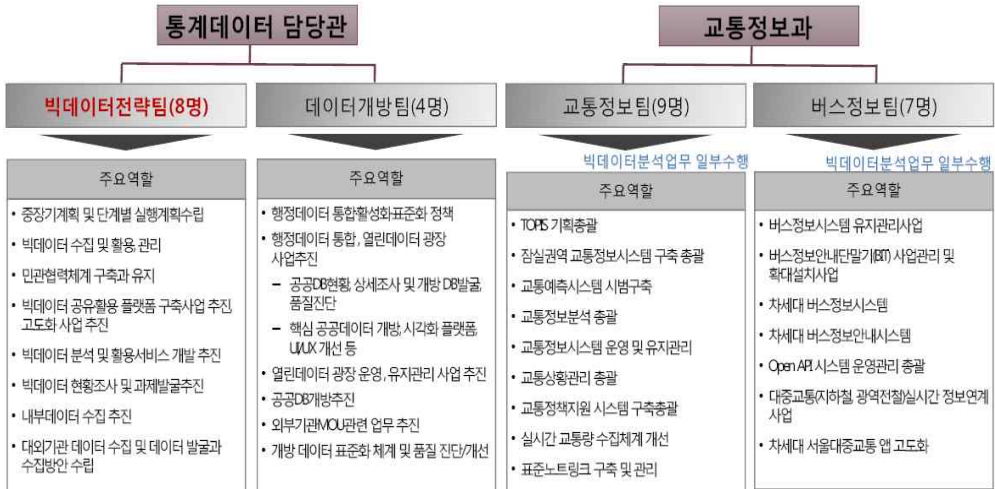 통계데이터 담당관
교통정보과
빅데이터전략팀(8명)
데이터개방팀(4명)
교통정보팀(9명)
버스정보팀(7명)
빅데이터분석업무 일부수행
빅데이터분석업무 일부수행
주요역할
• 중장기계획 및 단계별 실행계획수립
• 빅데이터 수집 및 활용, 관리
• 민관협력체계 구축과 유지
• 빅데이터 공유활용 플랫폼 구축사업 추진,
고도화 사업 추진
• 빅데이터 분석 및 활용서비스 개발 추진
• 빅데이터 현황조사 및 과제발굴추진
• 내부데이터 수집 추진
• 대외기관 데이터 수집 및 데이터 발굴과
수집방안 수립
주요역할
• 행정데이터 통합활성화·표준화 정책
• 행정데이터 통합, 열린데이터 광장
사업추진
– 공공DB현황, 상세조사 및 개방 DB발굴,
품질진단
– 핵심 공공데이터 개방, 시각화 플랫폼,
UI/UX 개선 등
• 열린데이터 광장 운영, 유지관리 사업 추진
• 공공DB개방추진
• 외부기관MOU관련 업무 추진
• 개방 데이터 표준화 체계 및 품질 진단/개선
주요역할
• TOPIS 기획총괄
• 잠실권역 교통정보시스템 구축 총괄
• 교통예측시스템 시범구축
• 교통정보분석 총괄
• 교통정보시스템 운영 및 유지관리
• 교통상황관리 총괄
• 교통정책지원 시스템 구축총괄
• 실시간 교통량 수집체계 개선
• 표준노드링크 구축 및 관리
주요역할
• 버스정보시스템 유지관리사업
• 버스정보안내단말기(BIT) 사업관리 및
확대설치사업
• 차세대 버스정보시스템
• 차세대 버스정보안내시스템
• Open API 시스템 운영관리 총괄
• 대중교통(지하철, 광역전철)실시간 정보연계
사업
• 차세대 서울대중교통 앱 고도화